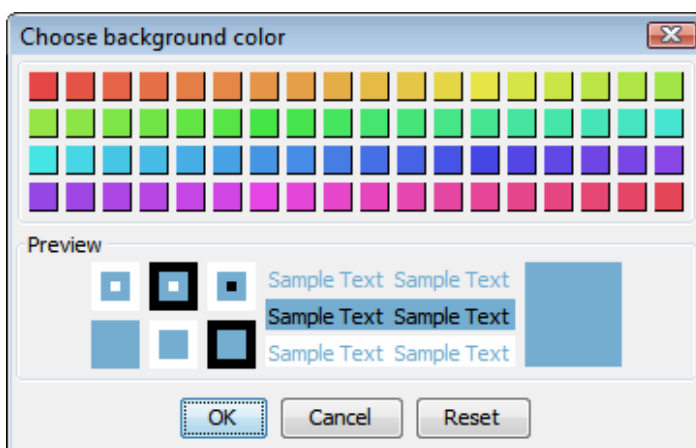 Choose background color
Preview
Sample Text Sample Text
Sample Text Sample Text
Sample Text Sample Text
OK Cancel Reset